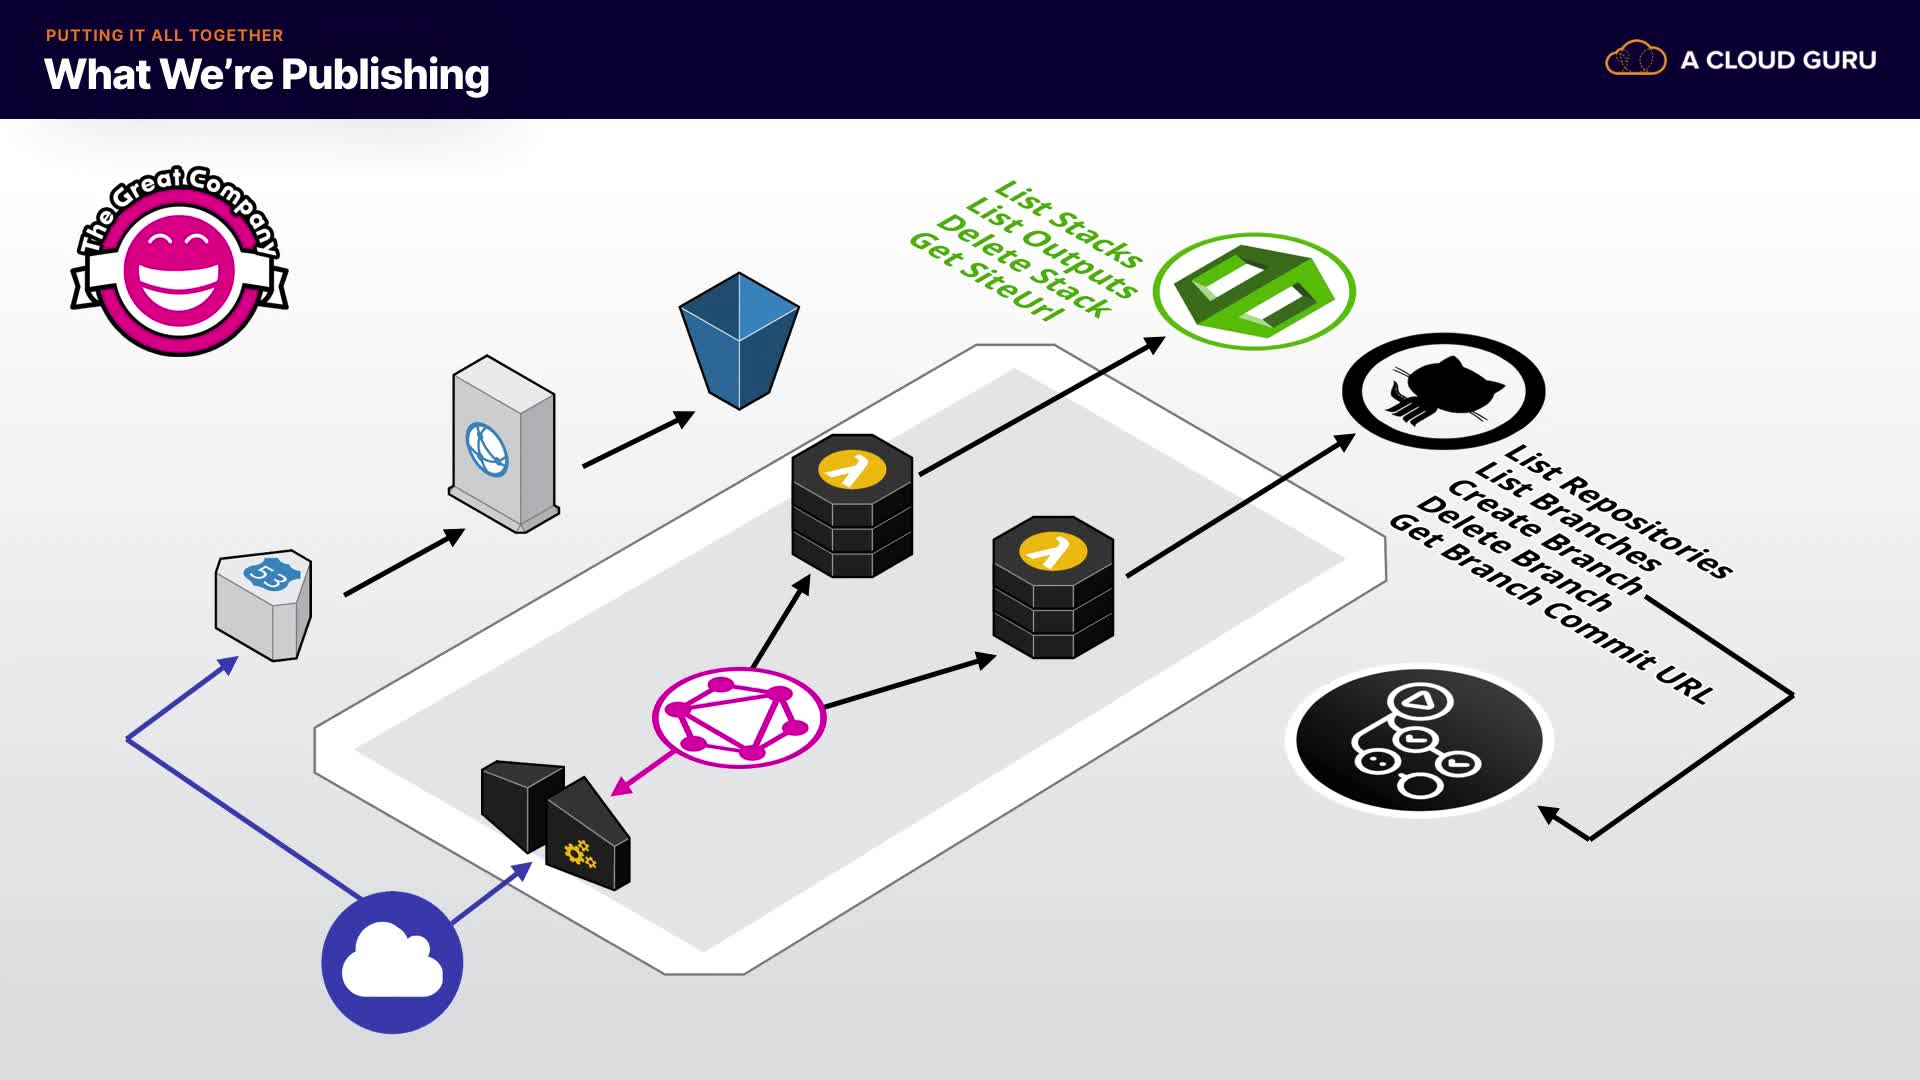 PUTTING IT ALL TOGETHER
What We're Publishing
A CLOUD GURU
The Great Company
List Stacks
List Outputs
Delete Stack
Get SiteUrl
List Repositories
List Branches
Create Branch
Delete Branch
Get Branch Commit URL
53
λ
λ